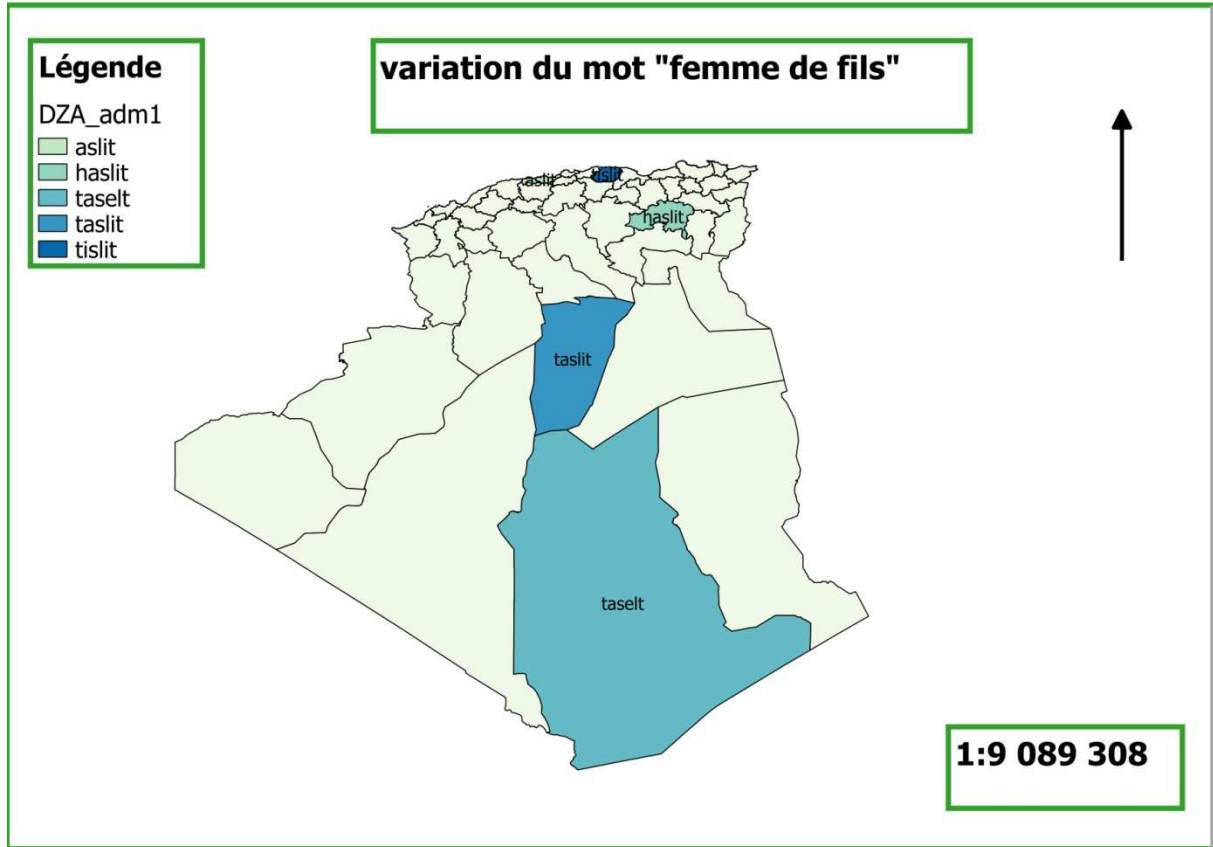 Légende
DZA_adm1
aslit
haslit
taselt
taslit
tislit
variation du mot "femme de fils"
aslit
tislit
haslit
taslit
taselt
1:9 089 308